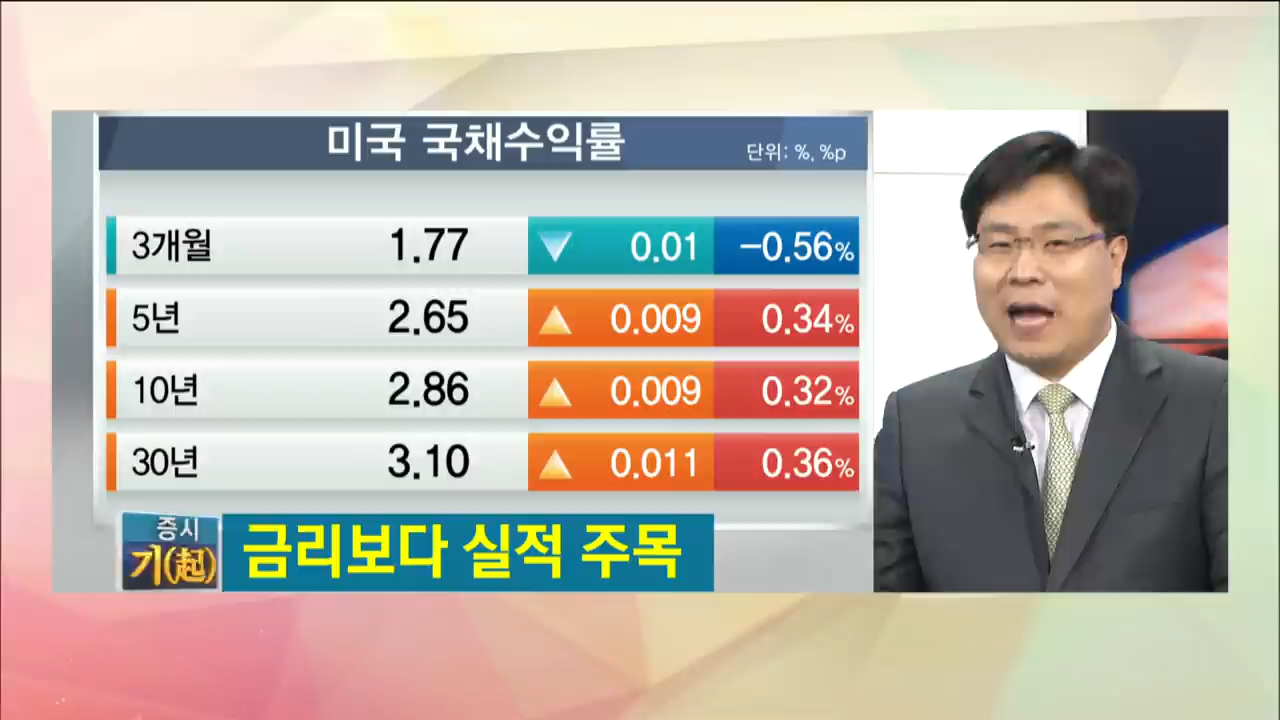 미국 국채수익률
단위: %, %p
3개월 1.77 ▽ 0.01 −0.56%
5년 2.65 △ 0.009 0.34%
10년 2.86 △ 0.009 0.32%
30년 3.10 △ 0.011 0.36%
증시
기(起)
금리보다 실적 주목